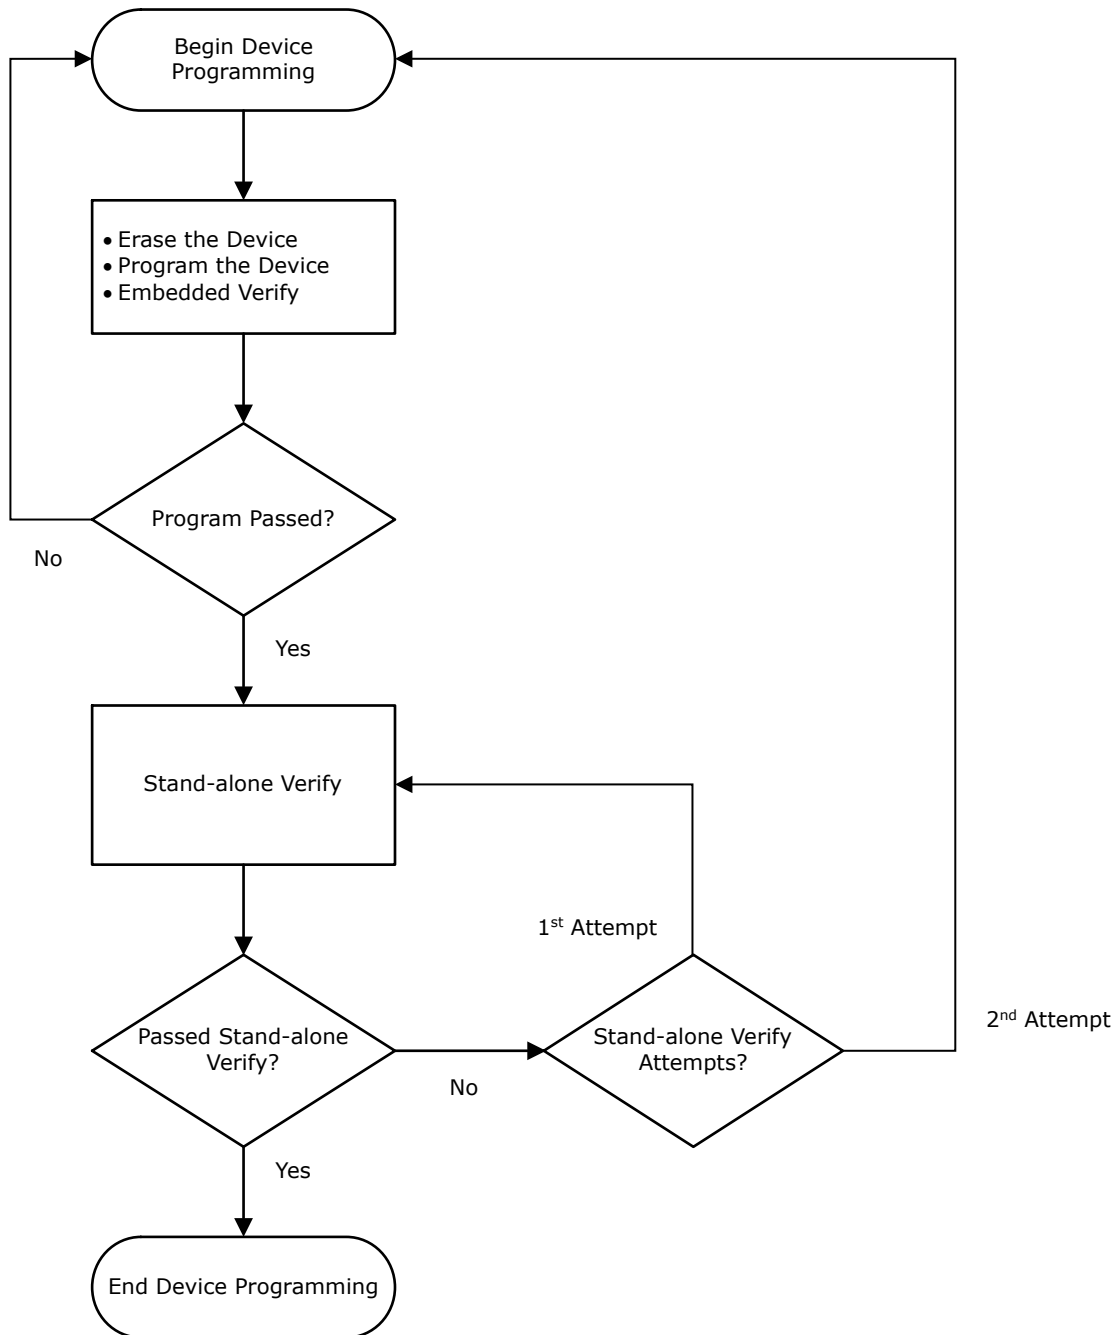 Begin Device
Programming
• Erase the Device
• Program the Device
• Embedded Verify
Program Passed?
No
Yes
Stand-alone Verify
1st Attempt
Passed Stand-alone
Verify?
No
Stand-alone Verify
Attempts?
2nd Attempt
Yes
End Device Programming